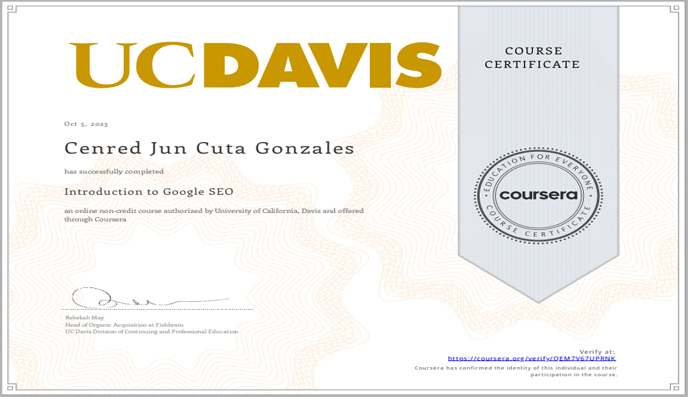 UCDAVIS
COURSE
CERTIFICATE
Oct 5, 2023
Cenred Jun Cuta Gonzales
has successfully completed
Introduction to Google SEO
an online non-credit course authorized by University of California, Davis and offered
through Coursera
EDUCATION FOR EVERYONE
coursera
COURSE CERTIFICATE
Rebekah May
Head of Organic Acquisition at Fishbrain
UC Davis Division of Continuing and Professional Education
Verify at:
https://coursera.org/verify/QEM7V67UPRNK
Coursera has confirmed the identity of this individual and their
participation in the course.